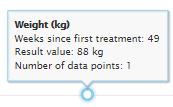 Weight (kg)
Weeks since first treatment: 49
Result value: 88 kg
Number of data points: 1